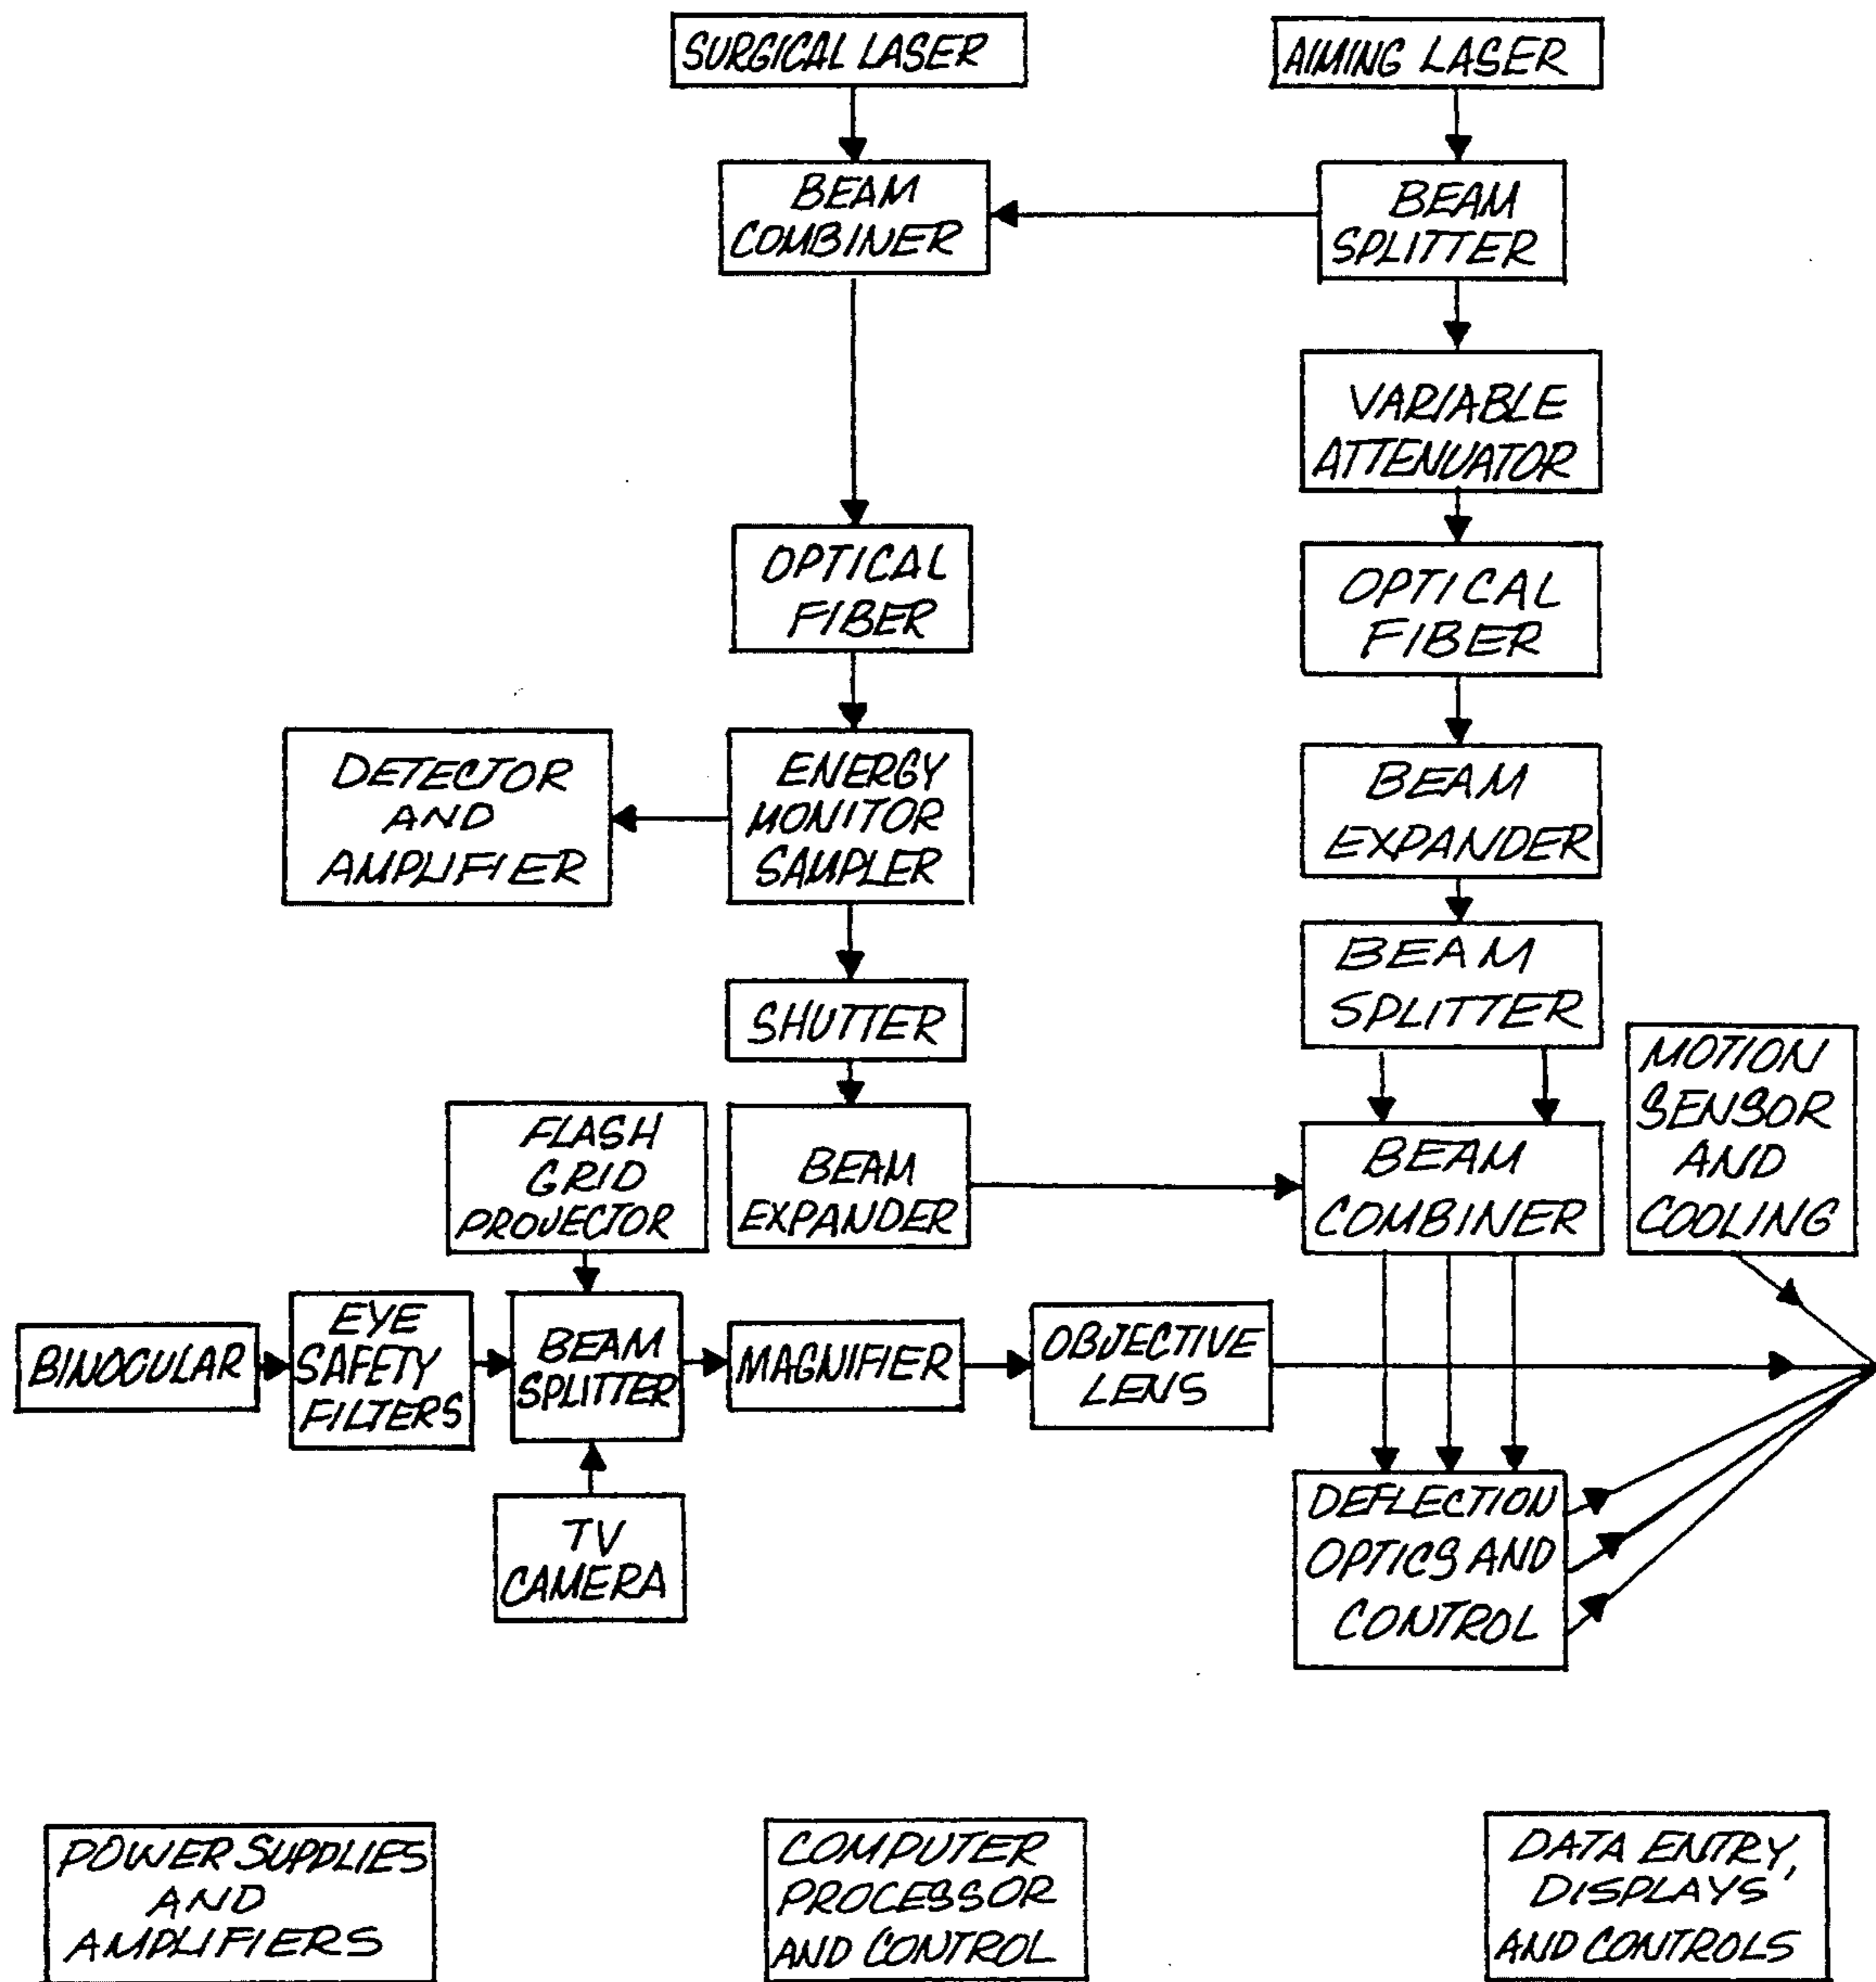 SURGICAL LASER
AIMING LASER
BEAM
COMBINER
BEAM
SPLITTER
VARIABLE
ATTENUATOR
OPTICAL
FIBER
OPTICAL
FIBER
DETECTOR
AND
AMPLIFIER
ENERGY
MONITOR
SAMPLER
BEAM
EXPANDER
BEAM
SPLITTER
SHUTTER
MOTION
SENSOR
AND
COOLING
FLASH
GRID
PROJECTOR
BEAM
EXPANDER
BEAM
COMBINER
BINOCULAR
EYE
SAFETY
FILTERS
BEAM
SPLITTER
MAGNIFIER
OBJECTIVE
LENS
TV
CAMERA
DEFLECTION
OPTICS AND
CONTROL
POWER SUPPLIES
AND
AMPLIFIERS
COMPUTER
PROCESSOR
AND CONTROL
DATA ENTRY,
DISPLAYS
AND CONTROLS